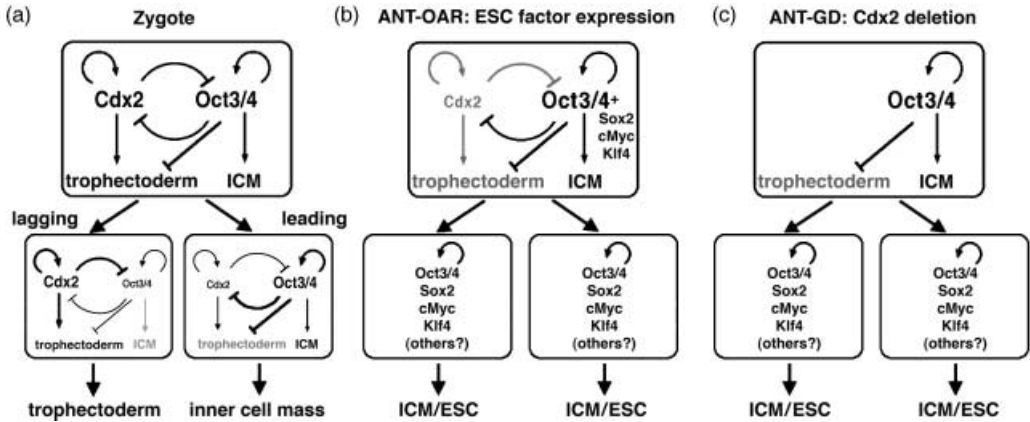 (a) Zygote
Cdx2 Oct3/4
trophectoderm ICM
lagging leading
Cdx2 Oct3/4
trophectoderm ICM
Cdx2 Oct3/4
trophectoderm ICM
trophectoderm inner cell mass
(b) ANT-OAR: ESC factor expression
Cdx2 Oct3/4+
Sox2
cMyc
Klf4
trophectoderm ICM
Oct3/4
Sox2
cMyc
Klf4
(others?)
Oct3/4
Sox2
cMyc
Klf4
(others?)
ICM/ESC ICM/ESC
(c) ANT-GD: Cdx2 deletion
Oct3/4
trophectoderm ICM
Oct3/4
Sox2
cMyc
Klf4
(others?)
Oct3/4
Sox2
cMyc
Klf4
(others?)
ICM/ESC ICM/ESC